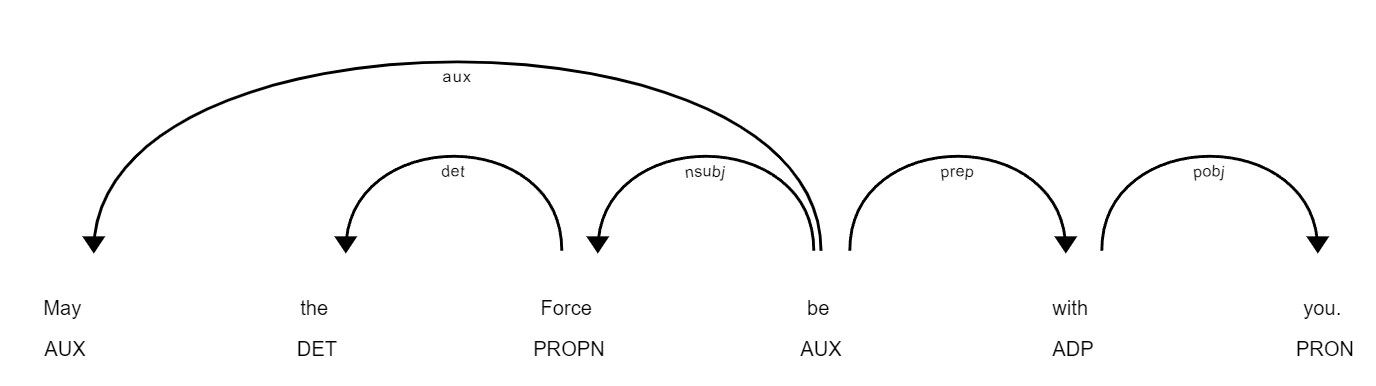 aux
det nsubj prep pobj
May the Force be with you.
AUX DET PROPN AUX ADP PRON